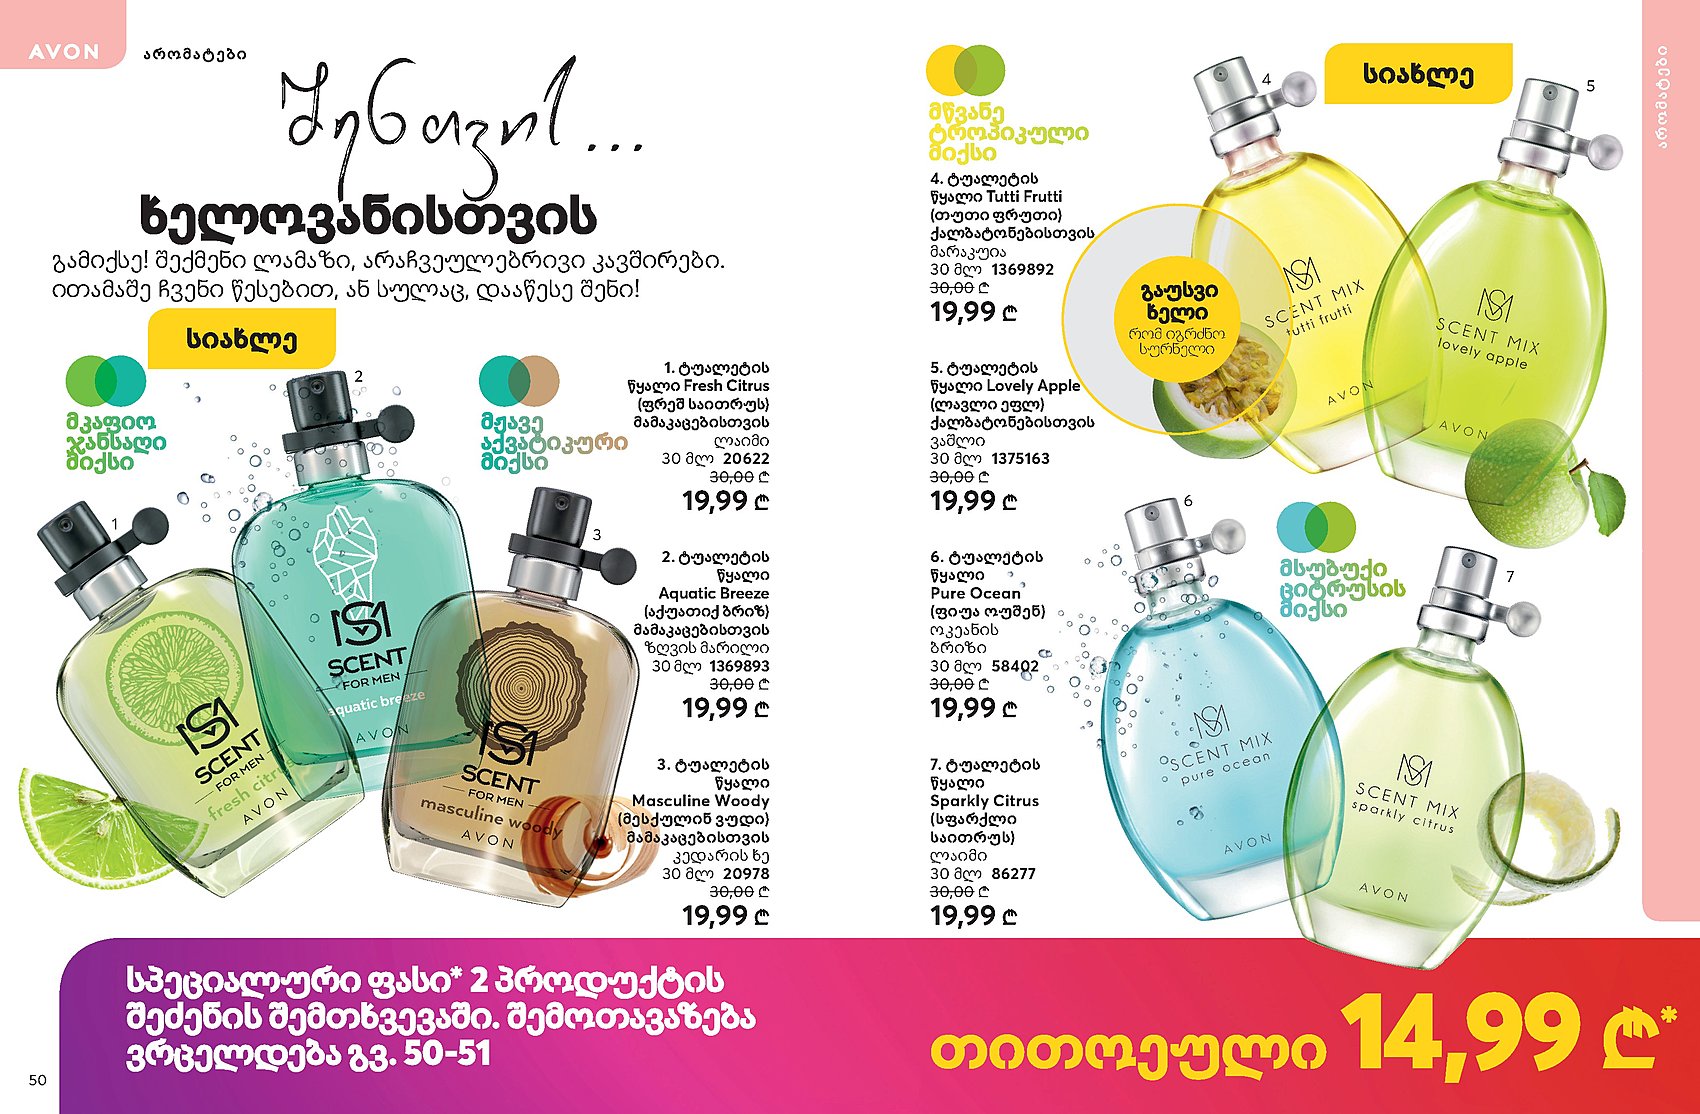 AVON
არომატები
შენთვის...
ხელოვანისთვის
გამიქსე! შექმენი ლამაზი, არაჩვეულებრივი კავშირები.
ითამაშე ჩვენი წესებით, ან სულაც, დააწესე შენი!
სიახლე
მკაფიო
ჯანსაღი
მიქსი
მჟავე
აქვატიკური
მიქსი
1
2
3
SCENT
FOR MEN
fresh citrus
AVON
SCENT
FOR MEN
aquatic breeze
AVON
SCENT
FOR MEN
masculine woody
AVON
1. ტუალეტის
წყალი Fresh Citrus
(ფრეშ საითრუს)
მამაკაცებისთვის
ლაიმი
30 მლ 20622
30,00 ₾
19,99 ₾
2. ტუალეტის
წყალი
Aquatic Breeze
(აქუათიქ ბრიზ)
მამაკაცებისთვის
ზღვის მარილი
30 მლ 1369893
30,00 ₾
19,99 ₾
3. ტუალეტის
წყალი
Masculine Woody
(მესქულინ ვუდი)
მამაკაცებისთვის
კედარის ხე
30 მლ 20978
30,00 ₾
19,99 ₾
მწვანე
ტროპიკული
მიქსი
4. ტუალეტის
წყალი Tutti Frutti
(თუთი ფრუთი)
ქალბატონებისთვის
მარაკუია
30 მლ 1369892
30,00 ₾
19,99 ₾
5. ტუალეტის
წყალი Lovely Apple
(ლავლი ეფლ)
ქალბატონებისთვის
ვაშლი
30 მლ 1375163
30,00 ₾
19,99 ₾
6. ტუალეტის
წყალი
Pure Ocean
(ფიუა ოუშენ)
ოკეანის
ბრიზი
30 მლ 58402
30,00 ₾
19,99 ₾
7. ტუალეტის
წყალი
Sparkly Citrus
(სფარქლი
საითრუს)
ლაიმი
30 მლ 86277
30,00 ₾
19,99 ₾
სიახლე
4
5
გაუსვი
ხელი
რომ იგრძნო
სურნელი
SCENT MIX
tutti frutti
AVON
SCENT MIX
lovely apple
AVON
6
7
მსუბუქი
ციტრუსის
მიქსი
SCENT MIX
pure ocean
AVON
SCENT MIX
sparkly citrus
AVON
არომატები
სპეციალური ფასი* 2 პროდუქტის
შეძენის შემთხვევაში. შემოთავაზება
ვრცელდება გვ. 50-51
თითოეული 14,99 ₾*
50